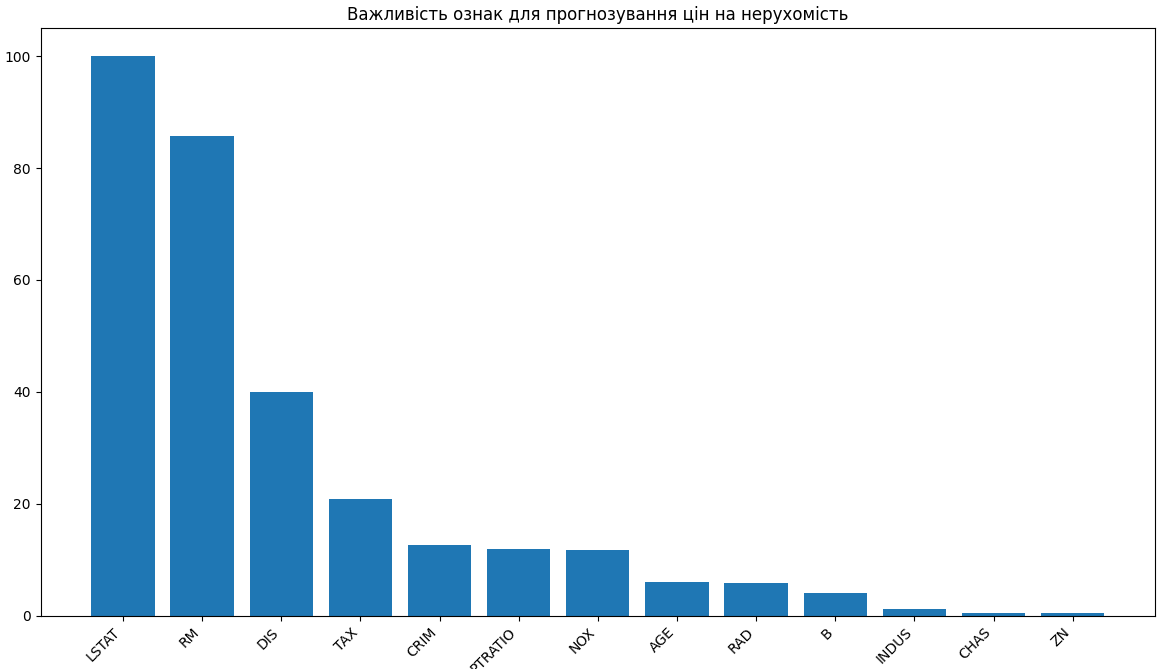 Важливість ознак для прогнозування цін на нерухомість
100
80
60
40
20
0
LSTAT
RM
DIS
TAX
CRIM
PTRATIO
NOX
AGE
RAD
B
INDUS
CHAS
ZN